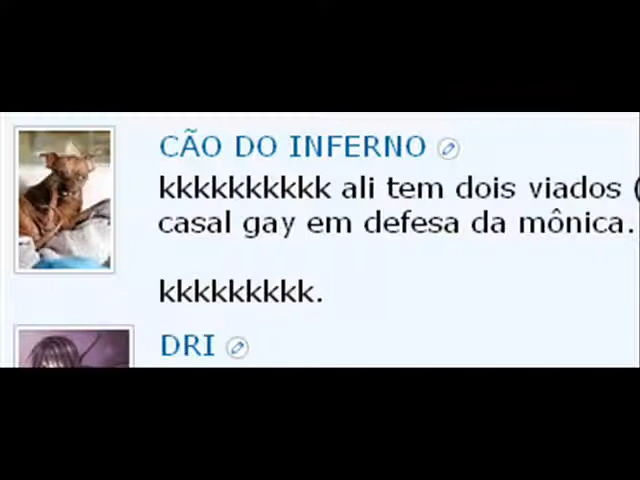 CÃO DO INFERNO
kkkkkkkkkk ali tem dois viados (
casal gay em defesa da mônica.
kkkkkkkkk.
DRI